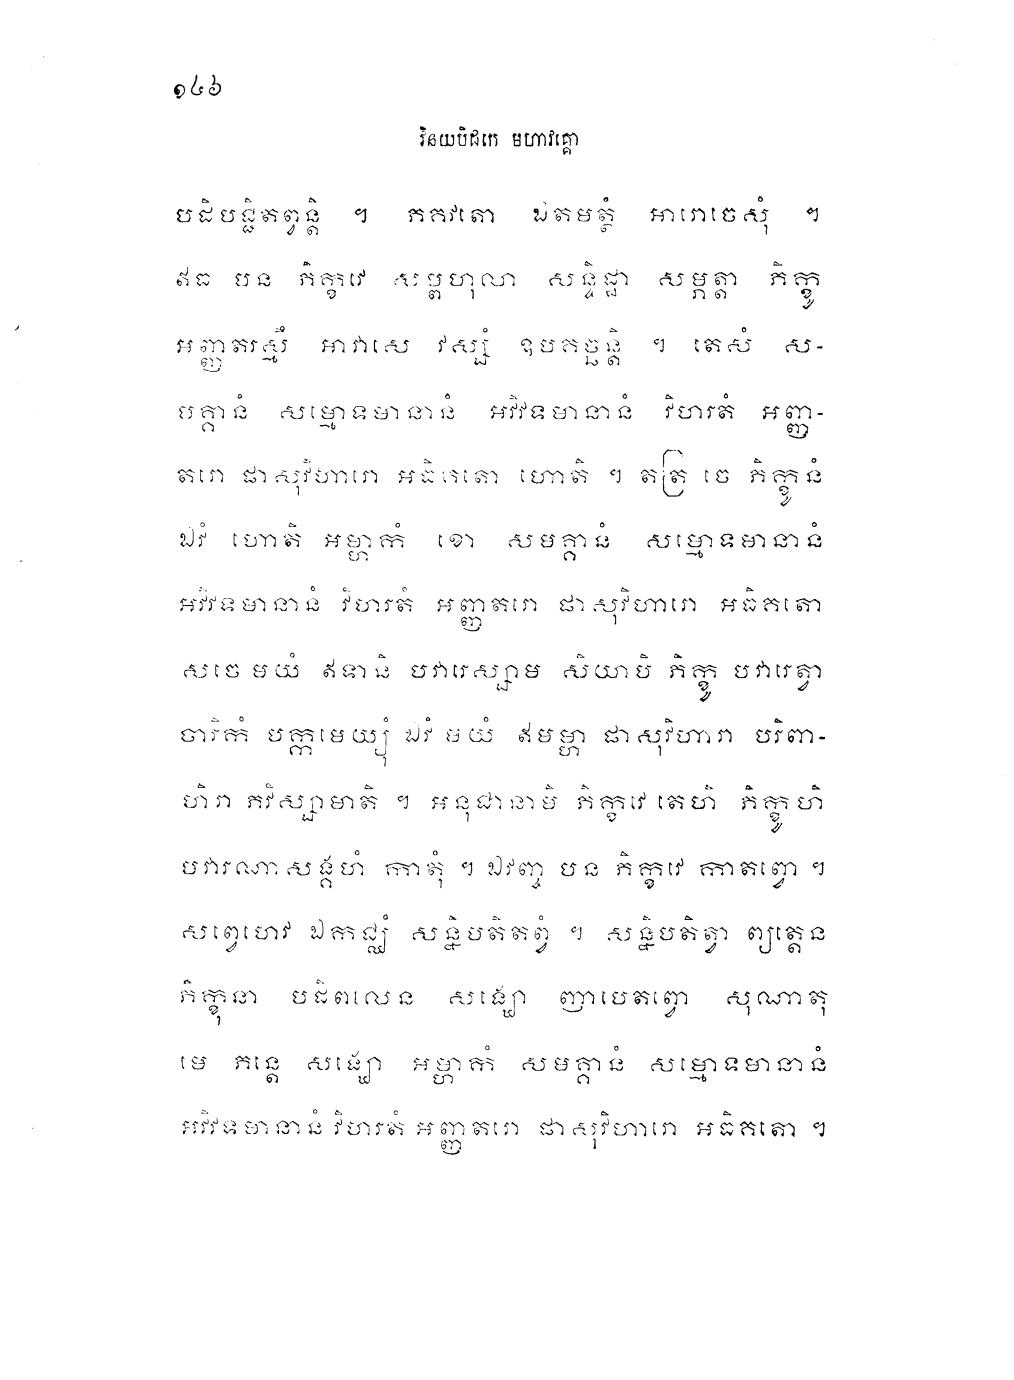 ១៤៦
វិនយបិដកេ មហាវគ្គោ
បដិបជ្ជិតព្វន្តិ ។ ភគវតោ ឯតមត្ថំ អារោចេសុំ ។
ឥធ បន ភិក្ខវេ សម្ពហុលា សន្ទិដ្ឋា សម្ភត្តា ភិក្ខូ
អញ្ញតរស្មឹ អាវាសេ វស្សំ ឧបគច្ឆន្តិ ។ តេសំ ស-
មគ្គានំ សម្មោទមានានំ អវិវទមានានំ វិហរតំ អញ្ញ-
តរោ ផាសុវិហារោ អធិគតោ ហោតិ ។ តត្រ ចេ ភិក្ខូនំ
ឯវំ ហោតិ អម្ហាកំ ខោ សមគ្គានំ សម្មោទមានានំ
អវិវទមានានំ វិហរតំ អញ្ញតរោ ផាសុវិហារោ អធិគតោ
សចេ មយំ ឥទានិ បវារេស្សាម សិយាបិ ភិក្ខូ បវារេត្វា
ចារិកំ បក្កមេយ្យុំ ឯវំ មយំ ឥមម្ហា ផាសុវិហារា បរិពា-
ហិរា ភវិស្សាមាតិ ។ អនុជានាមិ ភិក្ខវេ តេហិ ភិក្ខូហិ
បវារណាសង្គហំ កាតុំ ។ ឯវញ្ច បន ភិក្ខវេ កាតព្វោ ។
សព្វេហេវ ឯកជ្ឈំ សន្និបតិតព្វំ ។ សន្និបតិត្វា ព្យត្តេន
ភិក្ខុនា បដិពលេន សង្ឃោ ញាបេតព្វោ សុណាតុ
មេ ភន្តេ សង្ឃោ អម្ហាកំ សមគ្គានំ សម្មោទមានានំ
អវិវទមានានំ វិហរតំ អញ្ញតរោ ផាសុវិហារោ អធិគតោ ។